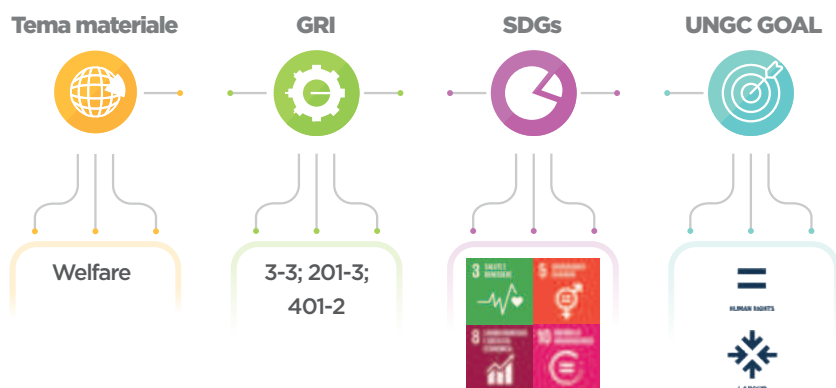 Tema materiale
GRI
SDGs
UNGC GOAL
Welfare
3-3; 201-3;
401-2
3 SALUTE E
BENESSERE
5
8
10
HUMAN RIGHTS